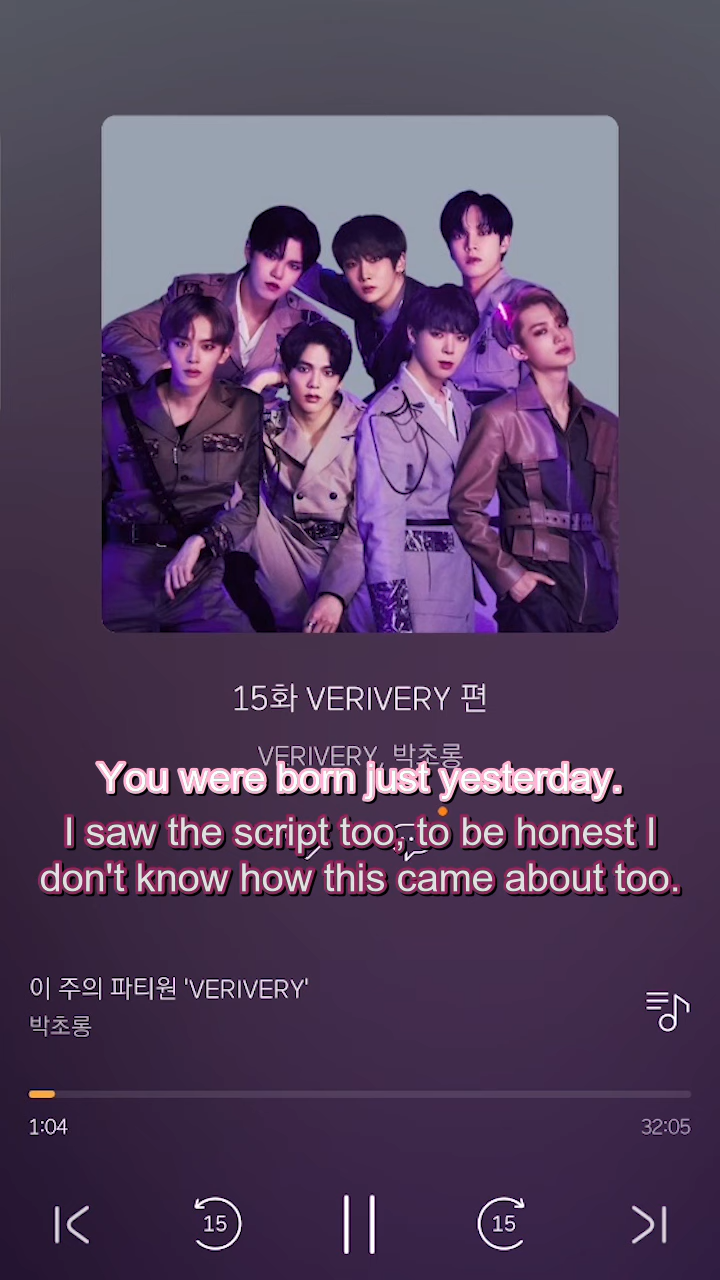 15화 VERIVERY 편
VERIVERY, 박초롱
You were born just yesterday.
I saw the script too, to be honest I
don't know how this came about too.
이 주의 파티원 'VERIVERY'
박초롱
1:04
32:05
15
15